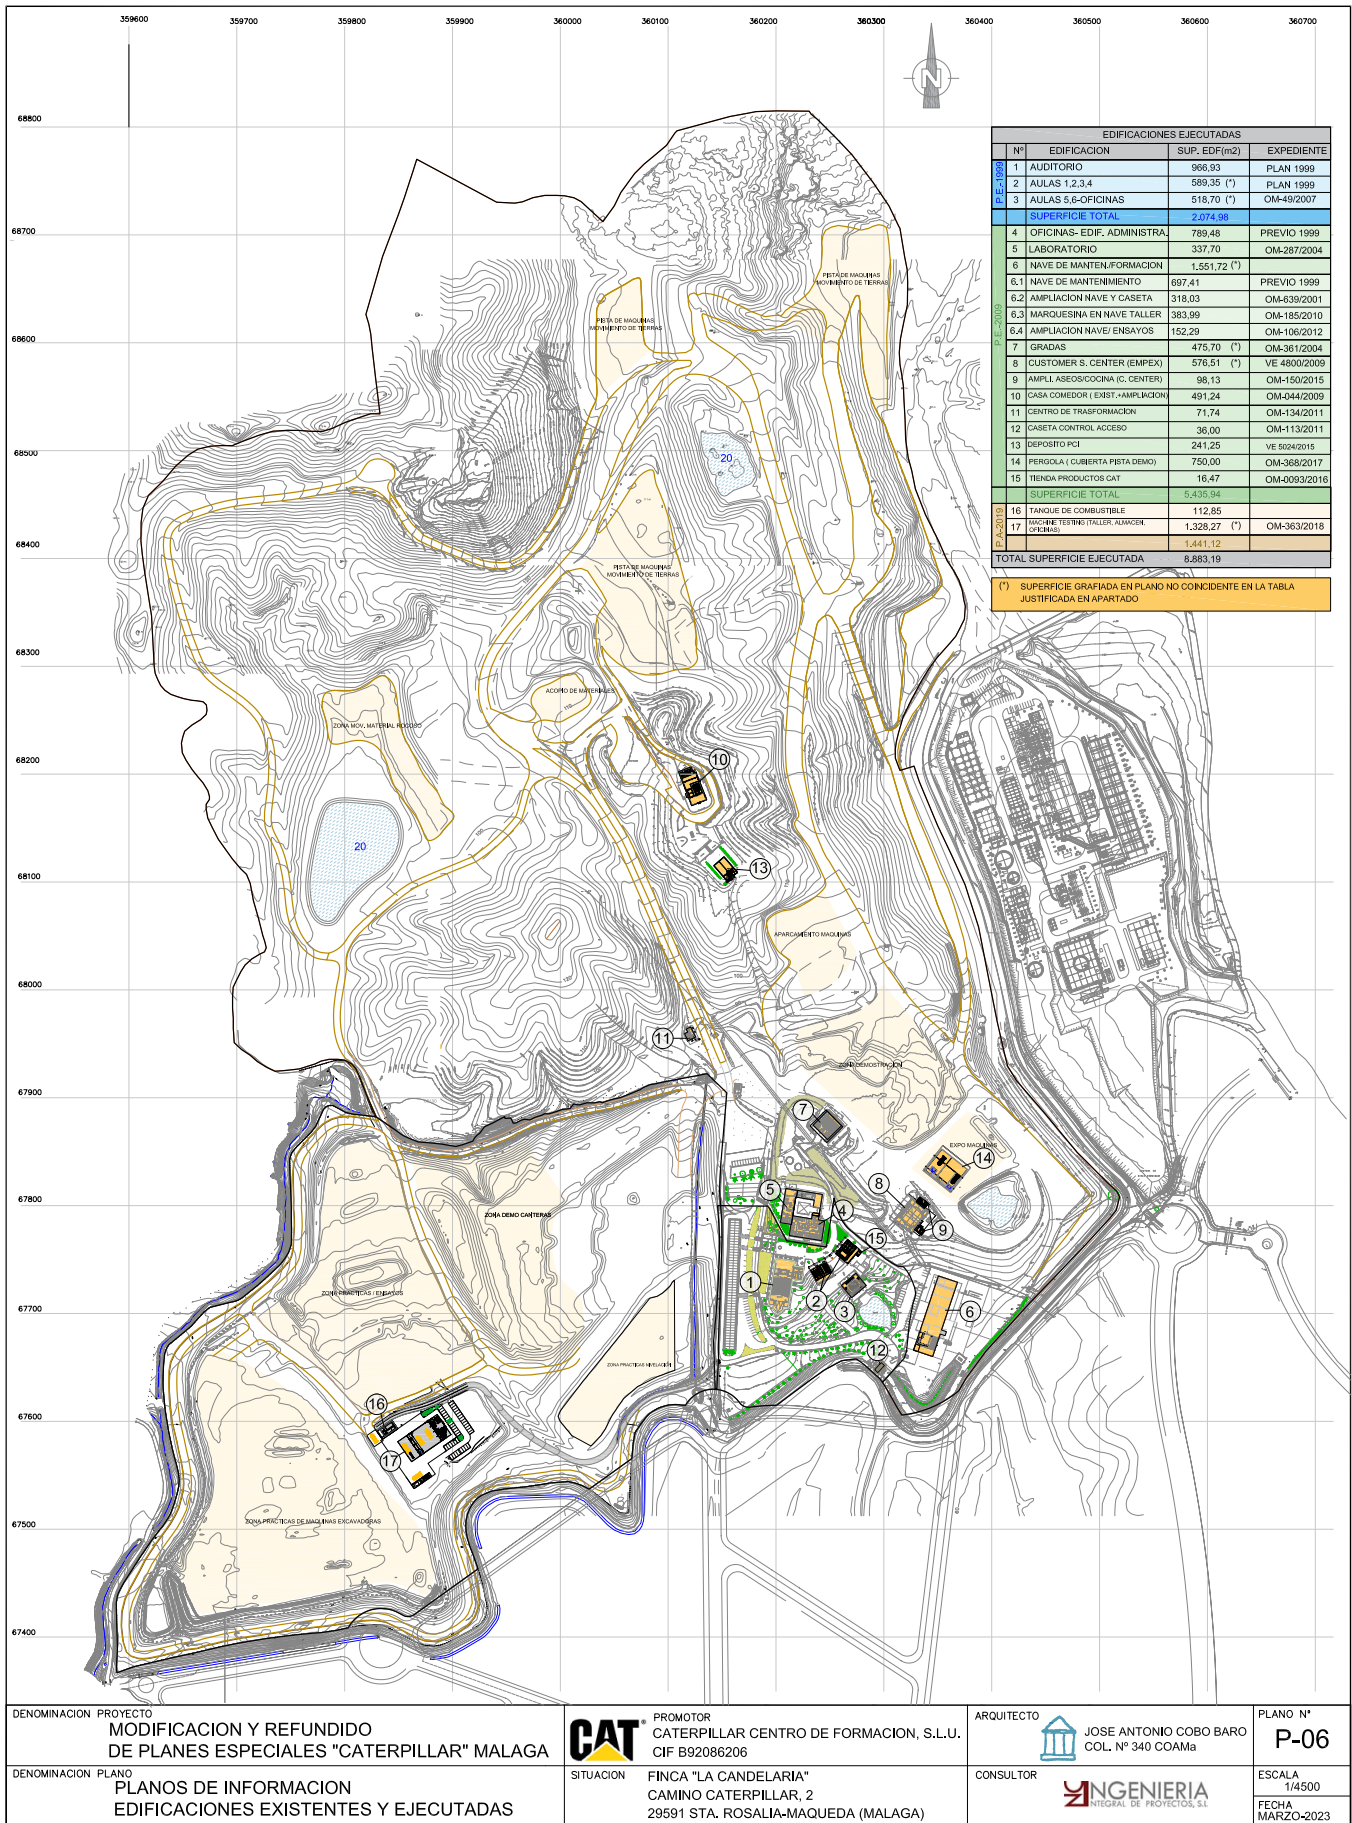 359600 359700 359800 359900 360000 360100 360200 360300 360400 360500 360600 360700
N
68800
68700
68600
68500
68400
68300
68200
68100
68000
67900
67800
67700
67600
67500
67400
EDIFICACIONES EJECUTADAS
Nº EDIFICACION SUP. EDF(m2) EXPEDIENTE
P.E.-1999
1 AUDITORIO 966,93 PLAN 1999
2 AULAS 1,2,3,4 589,35 (*) PLAN 1999
3 AULAS 5,6-OFICINAS 518,70 (*) OM-49/2007
SUPERFICIE TOTAL 2.074,98
P.E.-2009
4 OFICINAS- EDIF. ADMINISTRA. 789,48 PREVIO 1999
5 LABORATORIO 337,70 OM-287/2004
6 NAVE DE MANTEN./FORMACION 1.551,72 (*)
6.1 NAVE DE MANTENIMIENTO 697,41 PREVIO 1999
6.2 AMPLIACION NAVE Y CASETA 318,03 OM-639/2001
6.3 MARQUESINA EN NAVE TALLER 383,99 OM-185/2010
6.4 AMPLIACION NAVE/ ENSAYOS 152,29 OM-106/2012
7 GRADAS 475,70 (*) OM-361/2004
8 CUSTOMER S. CENTER (EMPEX) 576,51 (*) VE 4800/2009
9 AMPLI. ASEOS/COCINA (C. CENTER) 98,13 OM-150/2015
10 CASA COMEDOR ( EXIST.+AMPLIACION) 491,24 OM-044/2009
11 CENTRO DE TRASFORMACION 71,74 OM-134/2011
12 CASETA CONTROL ACCESO 36,00 OM-113/2011
13 DEPOSITO PCI 241,25 VE 5024/2015
14 PERGOLA ( CUBIERTA PISTA DEMO) 750,00 OM-368/2017
15 TIENDA PRODUCTOS CAT 16,47 OM-0093/2016
SUPERFICIE TOTAL 5.435,94
P.A-2019
16 TANQUE DE COMBUSTIBLE 112,85
17 MACHINE TESTING (TALLER, ALMACEN, OFICINAS) 1.328,27 (*) OM-363/2018
1.441,12
TOTAL SUPERFICIE EJECUTADA 8.883,19
(*) SUPERFICIE GRAFIADA EN PLANO NO COINCIDENTE EN LA TABLA
JUSTIFICADA EN APARTADO
PISTA DE MAQUINAS
MOVIMIENTO DE TIERRAS
PISTA DE MAQUINAS
MOVIMIENTO DE TIERRAS
20
PISTA DE MAQUINAS
MOVIMIENTO DE TIERRAS
ACOPIO DE MATERIALES
ZONA MOV. MATERIAL ROCOSO
10
20
13
APARCAMIENTO MAQUINAS
11
ZONA DEMOSTRACION
7
EXPO MAQUINAS
14
5
8
4
9
15
ZONA DEMO CANTERAS
1
2
3
6
ZONA PRACTICAS / ENSAYOS
12
ZONA PRACTICAS NIVELACION
16
17
ZONA PRACTICAS DE MAQUINAS EXCAVADORAS
DENOMINACION PROYECTO
MODIFICACION Y REFUNDIDO
DE PLANES ESPECIALES "CATERPILLAR" MALAGA
DENOMINACION PLANO
PLANOS DE INFORMACION
EDIFICACIONES EXISTENTES Y EJECUTADAS
CAT
PROMOTOR
CATERPILLAR CENTRO DE FORMACION, S.L.U.
CIF B92086206
SITUACION FINCA "LA CANDELARIA"
CAMINO CATERPILLAR, 2
29591 STA. ROSALIA-MAQUEDA (MALAGA)
ARQUITECTO
JOSE ANTONIO COBO BARO
COL. Nº 340 COAMa
CONSULTOR
INGENIERIA
INTEGRAL DE PROYECTOS, S.L
PLANO Nº
P-06
ESCALA
1/4500
FECHA
MARZO-2023